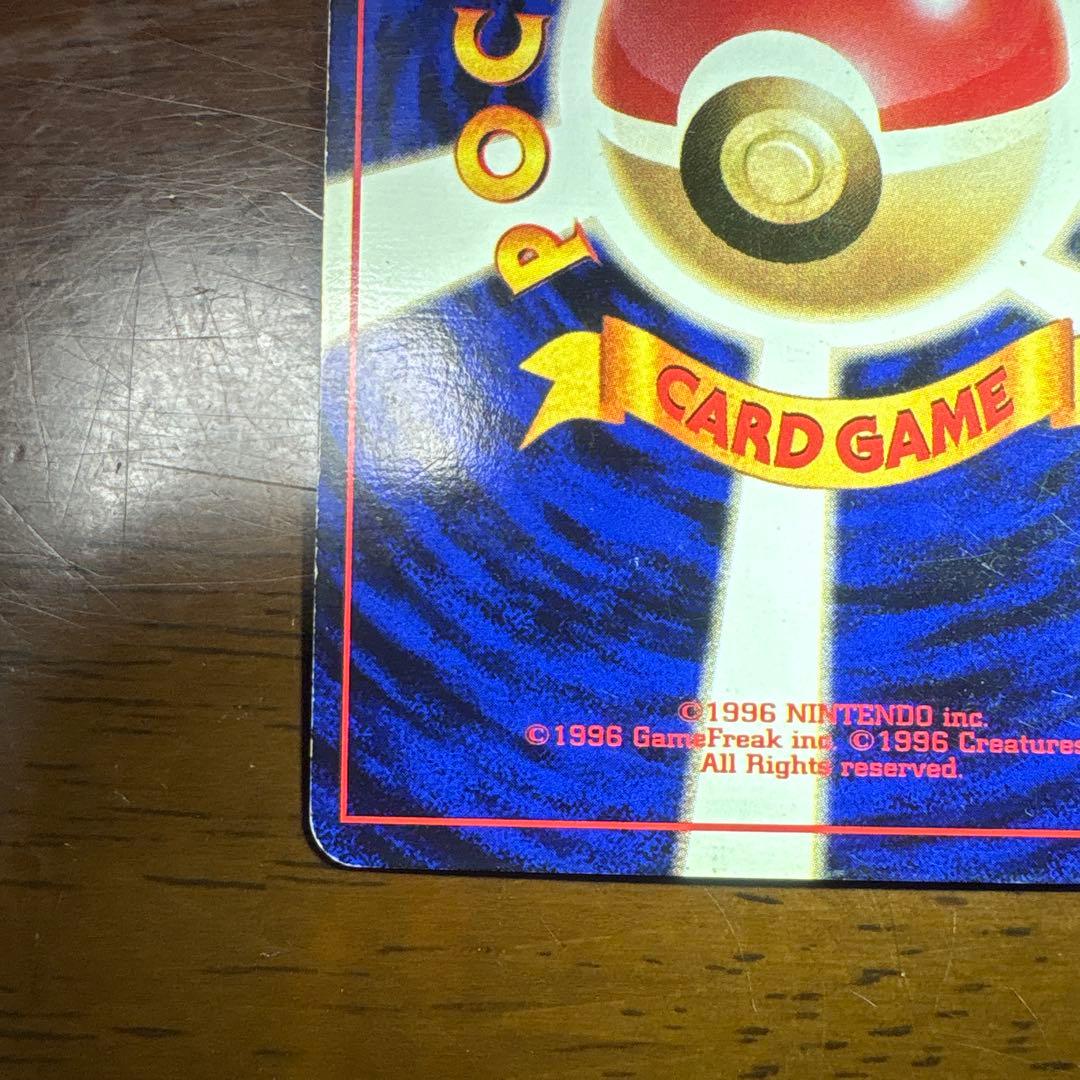 POC
CARD GAME
©1996 NINTENDO inc.
©1996 GameFreak inc. ©1996 Creatures
All Rights reserved.